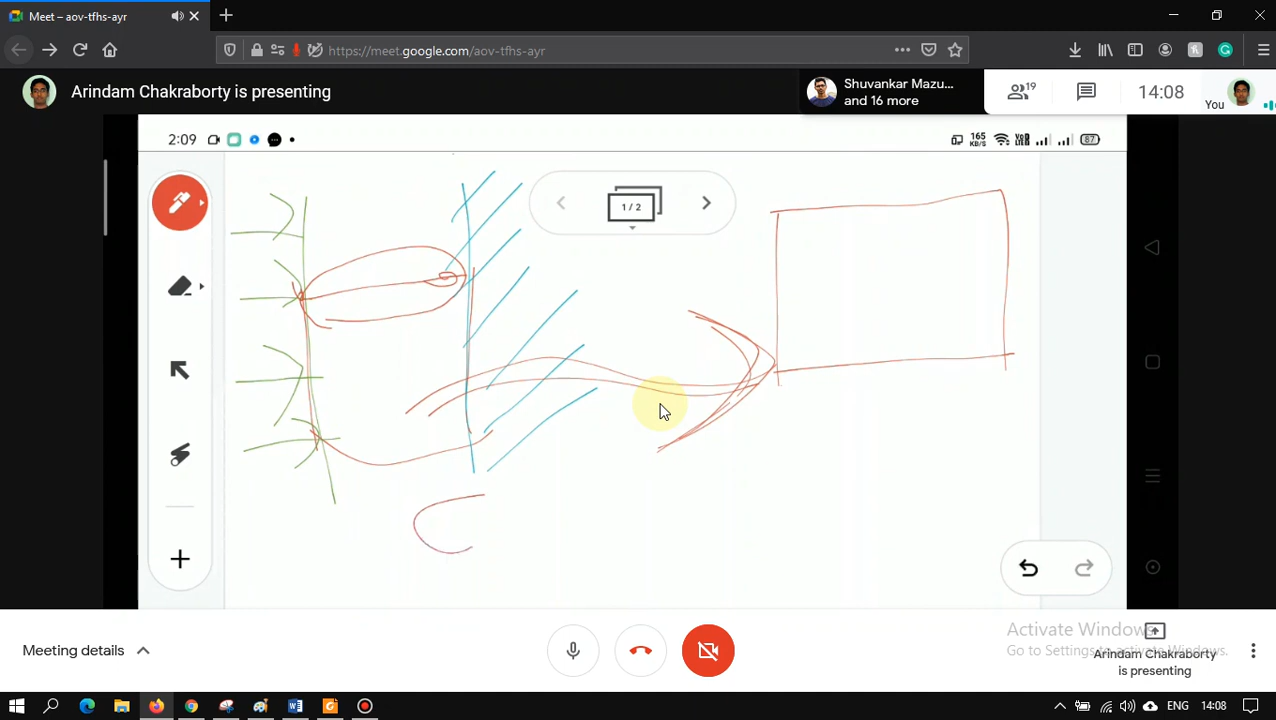 Meet – aov-tfhs-ayr
https://meet.google.com/aov-tfhs-ayr
Arindam Chakraborty is presenting
Shuvankar Mazu...
and 16 more
19
14:08
You
2:09
165
KB/S
87
1 / 2
C
Activate Windows
Go to Settings to activate Windows.
Meeting details
Arindam Chakraborty
is presenting
ENG
14:08